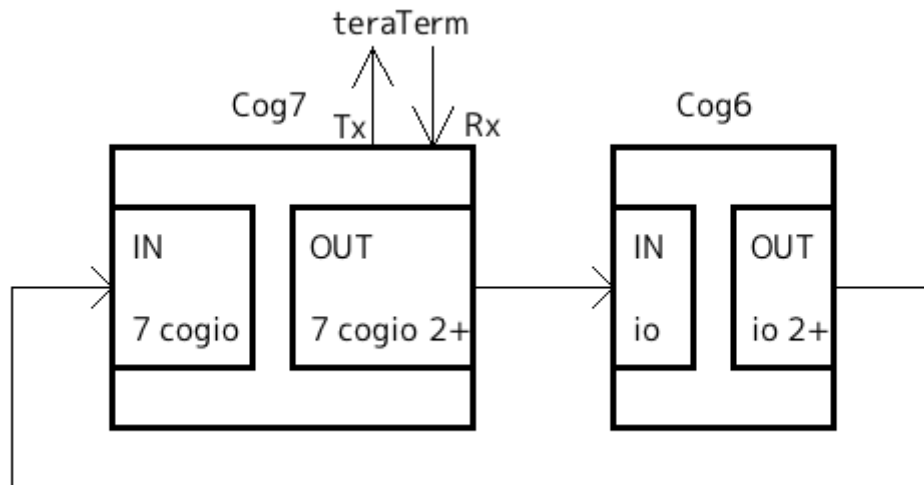 teraTerm
Cog7
Tx
Rx
Cog6
IN
7 cogio
OUT
7 cogio 2+
IN
io
OUT
io 2+